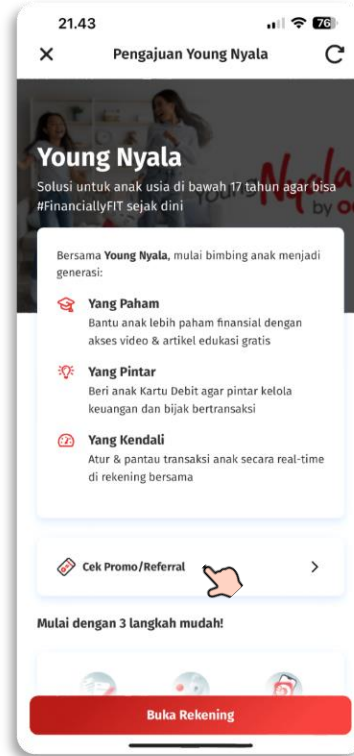 21.43
76
Pengajuan Young Nyala
Young Nyala
Solusi untuk anak usia di bawah 17 tahun agar bisa
#FinanciallyFIT sejak dini
Young Nyala
by
Bersama Young Nyala, mulai bimbing anak menjadi
generasi:
Yang Paham
Bantu anak lebih paham finansial dengan
akses video & artikel edukasi gratis
Yang Pintar
Beri anak Kartu Debit agar pintar kelola
keuangan dan bijak bertransaksi
Yang Kendali
Atur & pantau transaksi anak secara real-time
di rekening bersama
Cek Promo/Referral
Mulai dengan 3 langkah mudah!
Buka Rekening